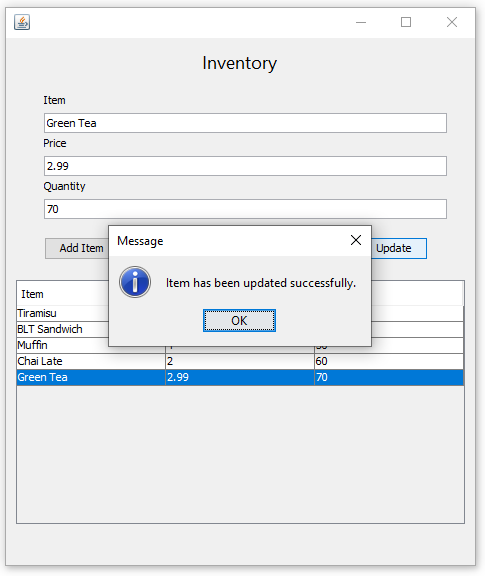 Inventory
Item
Green Tea
Price
2.99
Quantity
70
Add Item
Update
Message
Item has been updated successfully.
OK
Item
Tiramisu
BLT Sandwich
Muffin
Chai Late 2 60
Green Tea 2.99 70